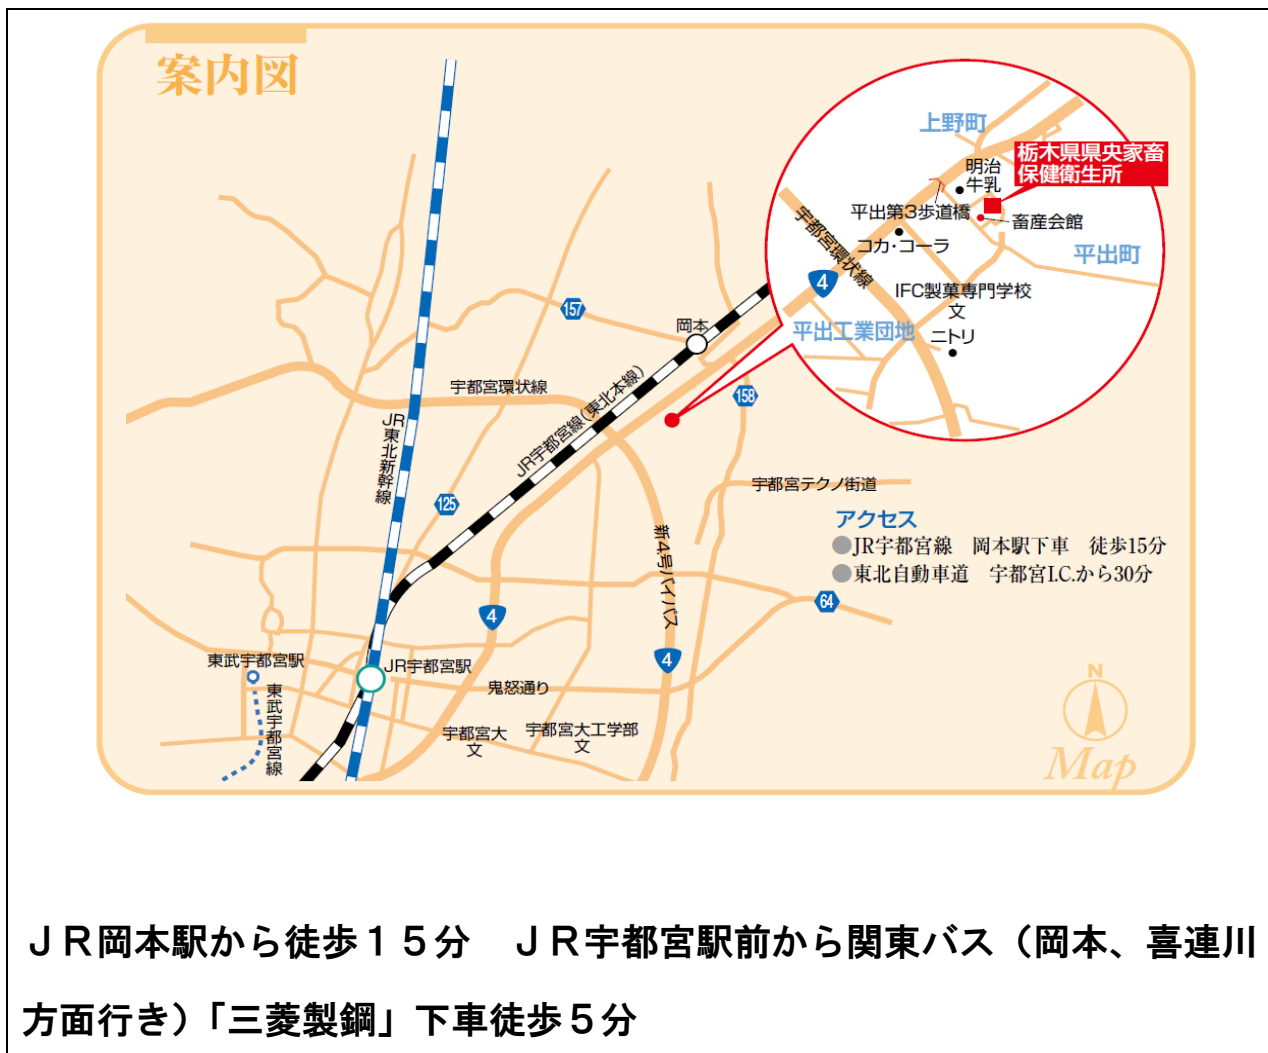 案内図
上野町
栃木県県央家畜
保健衛生所
明治
牛乳
平出第3歩道橋
畜産会館
宇都宮環状線
コカ・コーラ
平出町
4
IFC製菓専門学校
文
平出工業団地
ニトリ
157
岡本
宇都宮環状線
JR宇都宮線(東北本線)
158
JR東北新幹線
125
宇都宮テクノ街道
アクセス
●JR宇都宮線 岡本駅下車 徒歩15分
●東北自動車道 宇都宮I.C.から30分
新4号バイパス
4
64
4
東武宇都宮駅
JR宇都宮駅
鬼怒通り
東武宇都宮線
宇都宮大
文
宇都宮大工学部
文
N
Map
ＪＲ岡本駅から徒歩１５分　ＪＲ宇都宮駅前から関東バス（岡本、喜連川
方面行き）「三菱製鋼」下車徒歩５分